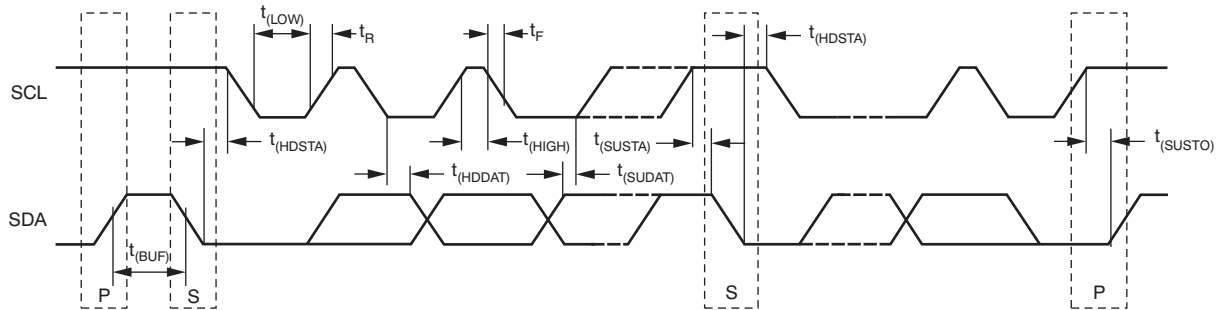 t(LOW)
tR
tF
t(HDSTA)
SCL
t(HDSTA)
t(HIGH)
t(SUSTA)
t(SUSTO)
t(HDDAT)
t(SUDAT)
SDA
t(BUF)
P
S
S
P